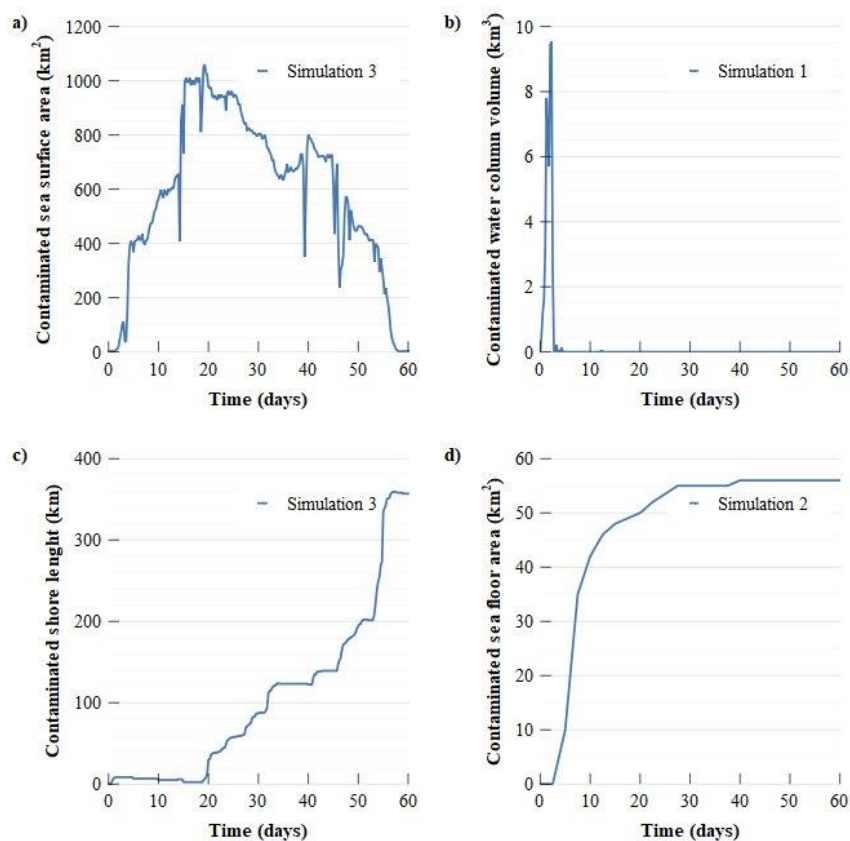 a)
Contaminated sea surface area (km²)
1200
1000
800
600
400
200
0
Simulation 3
0 10 20 30 40 50 60
Time (days)
b)
Contaminated water column volume (km³)
10
8
6
4
2
0
Simulation 1
0 10 20 30 40 50 60
Time (days)
c)
Contaminated shore lenght (km)
400
300
200
100
0
Simulation 3
0 10 20 30 40 50 60
Time (days)
d)
Contaminated sea floor area (km²)
60
50
40
30
20
10
0
Simulation 2
0 10 20 30 40 50 60
Time (days)